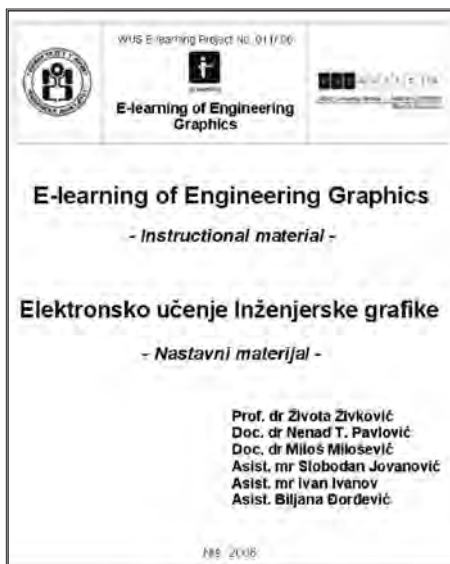 WUS E-learning Project No. 011/06
E-learning of Engineering
Graphics
E-learning of Engineering Graphics
- Instructional material -
Elektronsko učenje Inženjerske grafike
- Nastavni materijal -
Prof. dr Života Živković
Doc. dr Nenad T. Pavlović
Doc. dr Miloš Milošević
Asist. mr Slobodan Jovanović
Asist. mr Ivan Ivanov
Asist. Biljana Đorđević
Niš, 2006